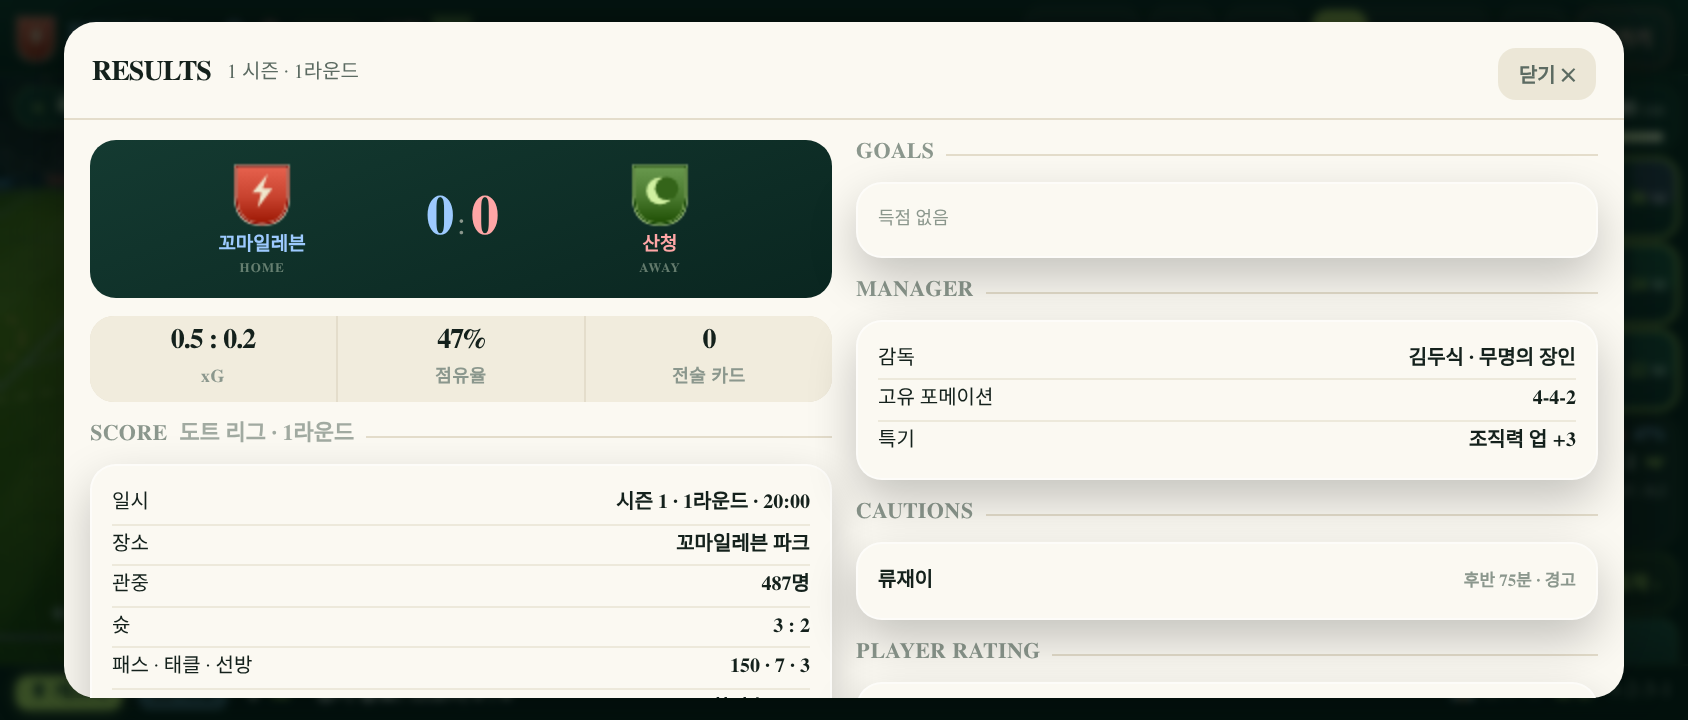 RESULTS 1 시즌 · 1라운드
닫기 ×
꼬마일레븐
HOME
0 : 0
산청
AWAY
0.5 : 0.2
xG
47%
점유율
0
전술 카드
SCORE 도트 리그 · 1라운드
일시 시즌 1 · 1라운드 · 20:00
장소 꼬마일레븐 파크
관중 487명
슛 3 : 2
패스 · 태클 · 선방 150 · 7 · 3
GOALS
득점 없음
MANAGER
감독 김두식 · 무명의 장인
고유 포메이션 4-4-2
특기 조직력 업 +3
CAUTIONS
류재이 후반 75분 · 경고
PLAYER RATING